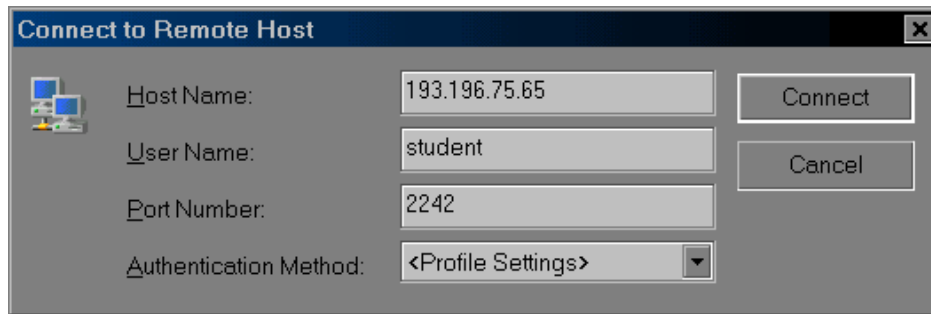 Connect to Remote Host
Host Name: 193.196.75.65 Connect
User Name: student Cancel
Port Number: 2242
Authentication Method: <Profile Settings>